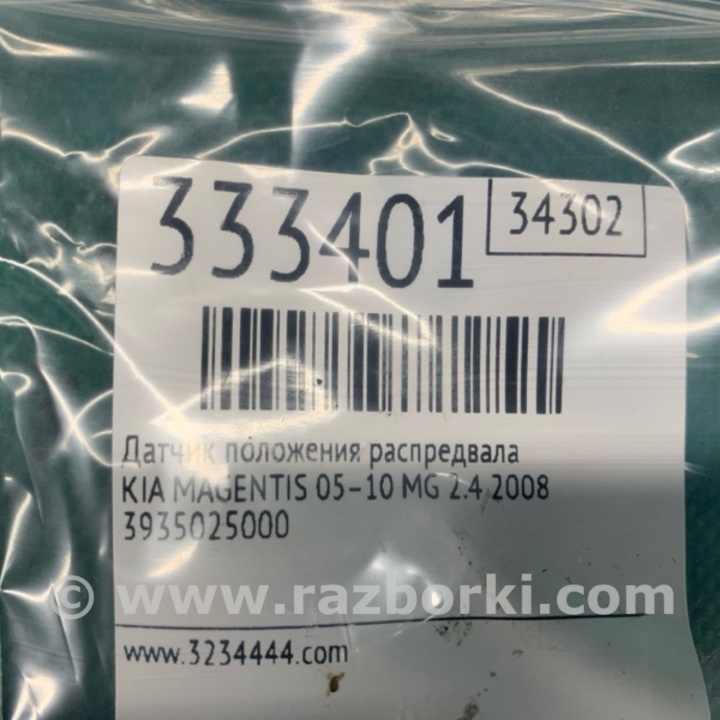 333401
34302
Датчик положения распредвала
KIA MAGENTIS 05-10 MG 2.4 2008
3935025000
© www.razborki.com
www.3234444.com